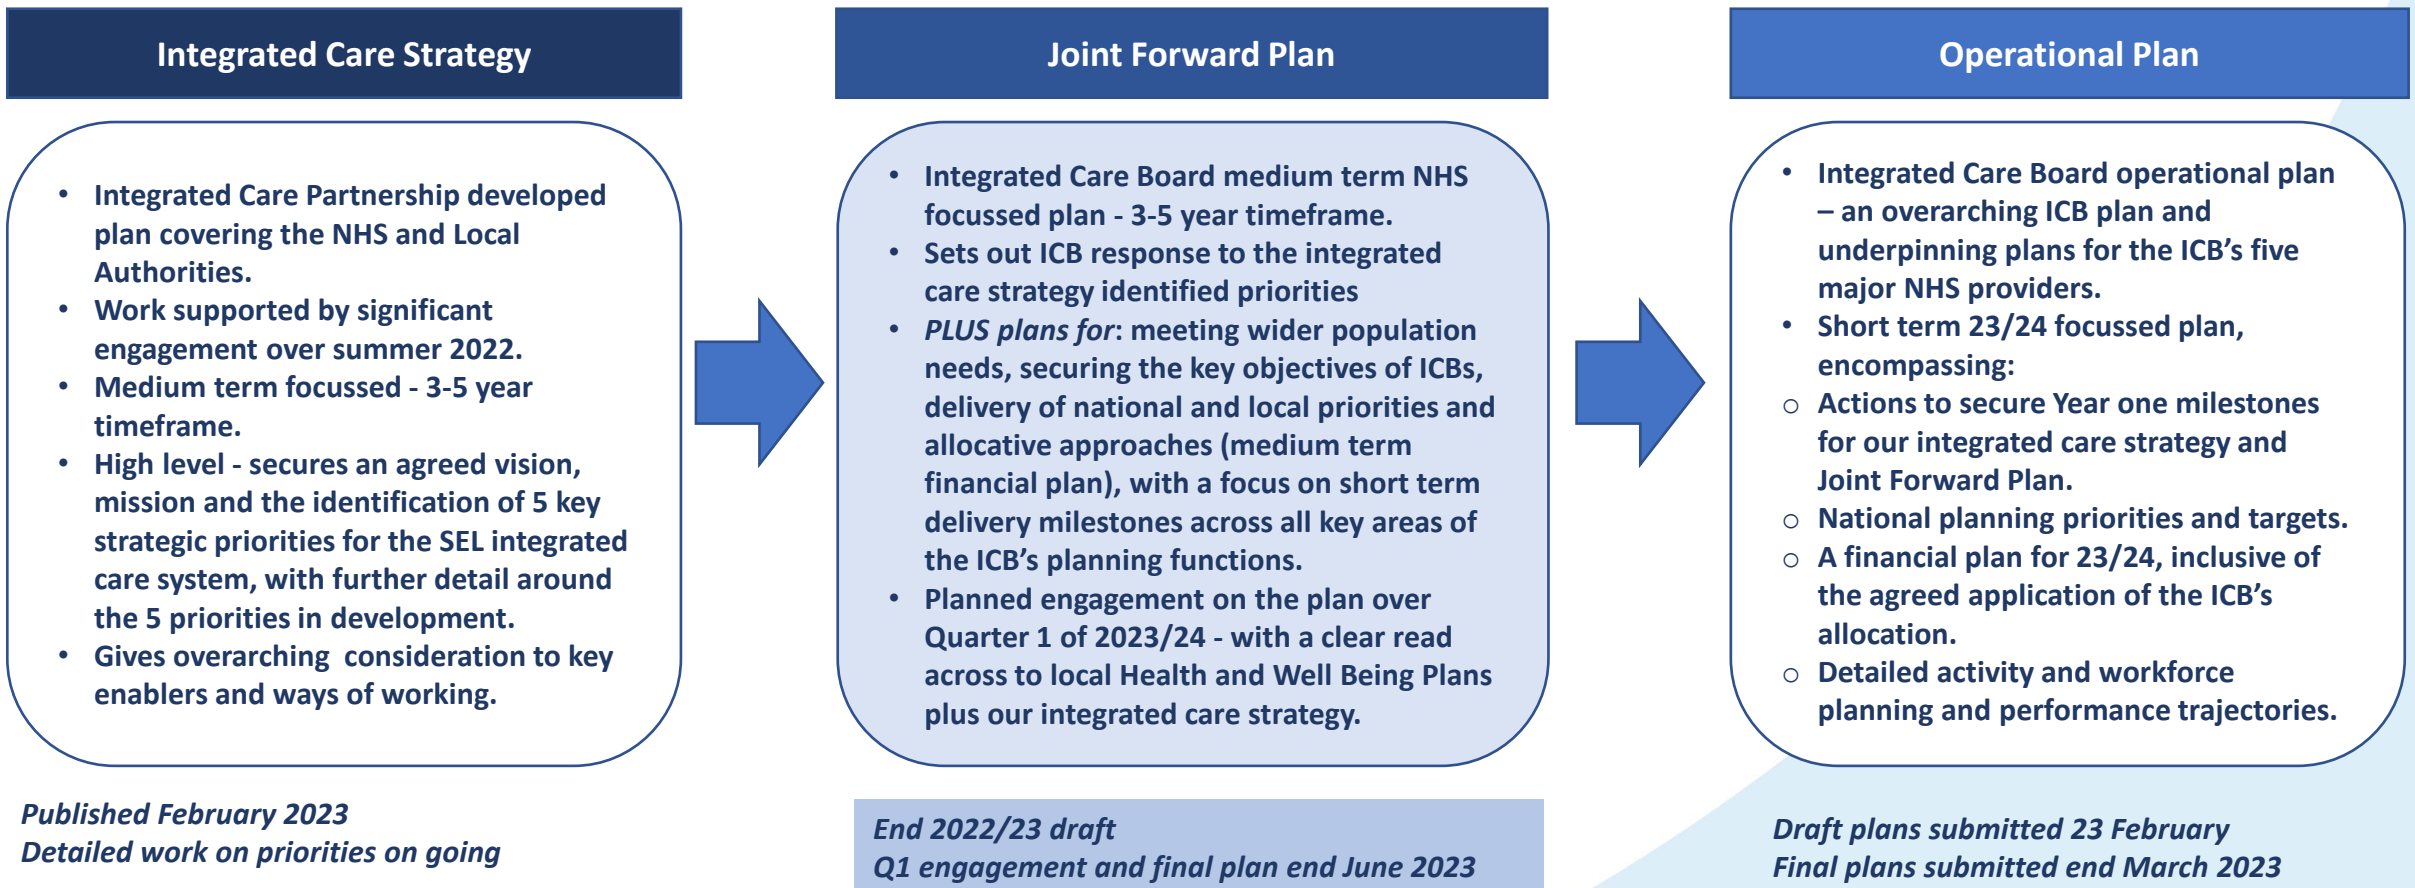 Integrated Care Strategy
• Integrated Care Partnership developed
plan covering the NHS and Local
Authorities.
• Work supported by significant
engagement over summer 2022.
• Medium term focussed - 3-5 year
timeframe.
• High level - secures an agreed vision,
mission and the identification of 5 key
strategic priorities for the SEL integrated
care system, with further detail around
the 5 priorities in development.
• Gives overarching consideration to key
enablers and ways of working.
Published February 2023
Detailed work on priorities on going
Joint Forward Plan
• Integrated Care Board medium term NHS
focussed plan - 3-5 year timeframe.
• Sets out ICB response to the integrated
care strategy identified priorities
• PLUS plans for: meeting wider population
needs, securing the key objectives of ICBs,
delivery of national and local priorities and
allocative approaches (medium term
financial plan), with a focus on short term
delivery milestones across all key areas of
the ICB’s planning functions.
• Planned engagement on the plan over
Quarter 1 of 2023/24 - with a clear read
across to local Health and Well Being Plans
plus our integrated care strategy.
End 2022/23 draft
Q1 engagement and final plan end June 2023
Operational Plan
• Integrated Care Board operational plan
– an overarching ICB plan and
underpinning plans for the ICB’s five
major NHS providers.
• Short term 23/24 focussed plan,
encompassing:
o Actions to secure Year one milestones
for our integrated care strategy and
Joint Forward Plan.
o National planning priorities and targets.
o A financial plan for 23/24, inclusive of
the agreed application of the ICB’s
allocation.
o Detailed activity and workforce
planning and performance trajectories.
Draft plans submitted 23 February
Final plans submitted end March 2023